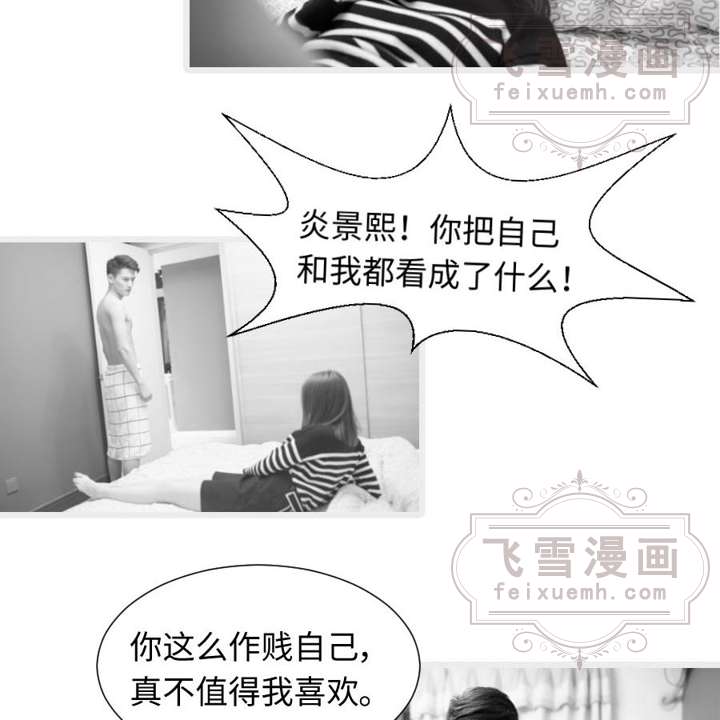 飞雪漫画
feixuemh.com
炎景熙！你把自己
和我都看成了什么！
飞雪漫画
feixuemh.com
你这么作贱自己，
真不值得我喜欢。